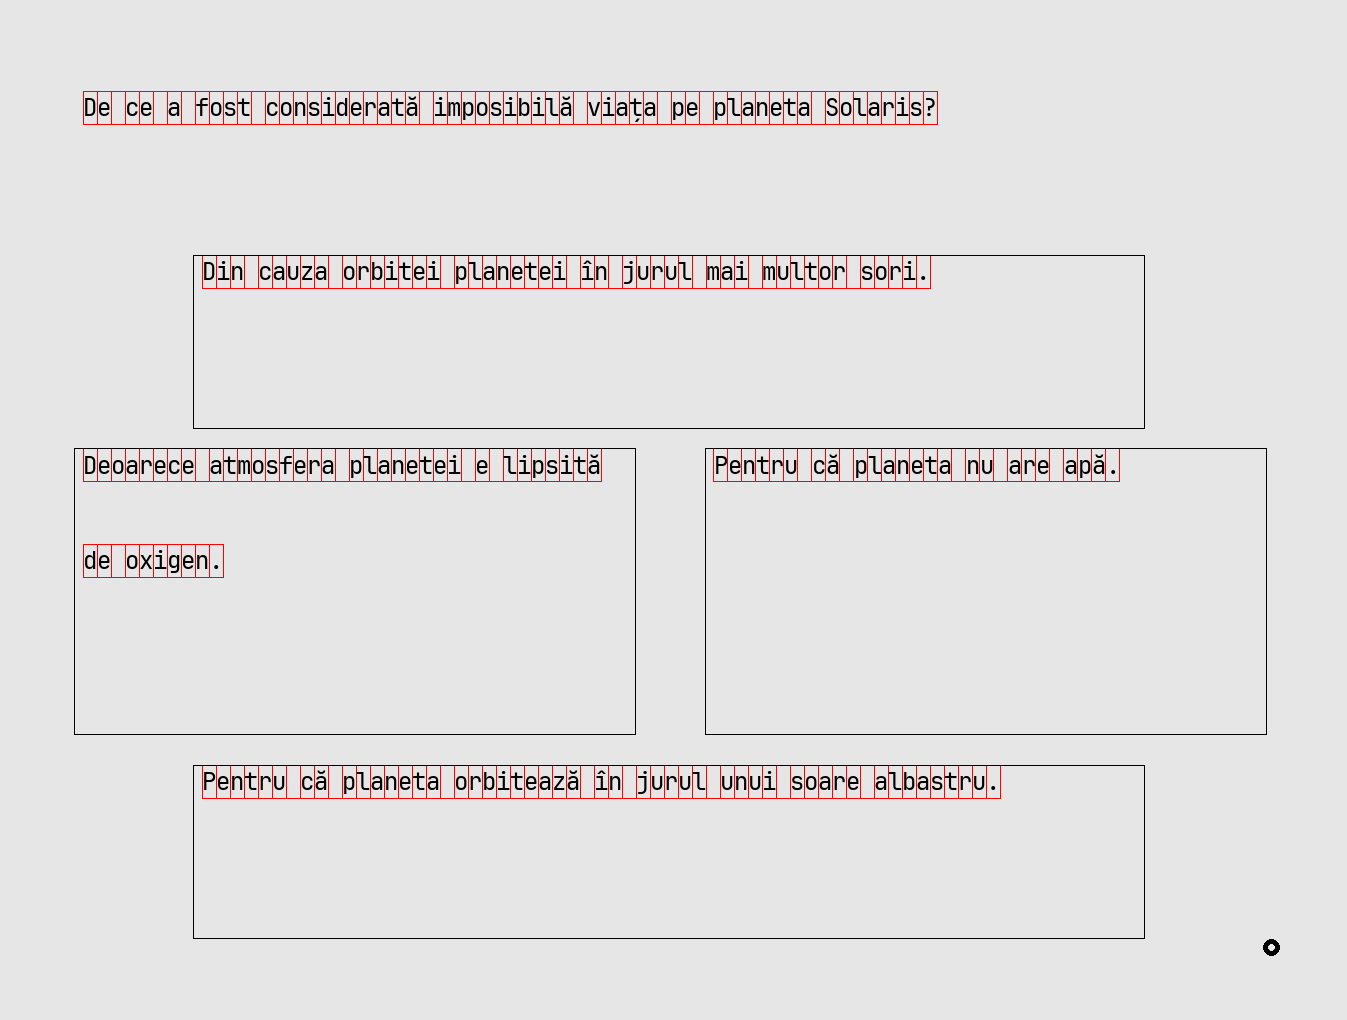 De ce a fost considerată imposibilă viața pe planeta Solaris?
Din cauza orbitei planetei în jurul mai multor sori.
Deoarece atmosfera planetei e lipsită
de oxigen.
Pentru că planeta nu are apă.
Pentru că planeta orbitează în jurul unui soare albastru.